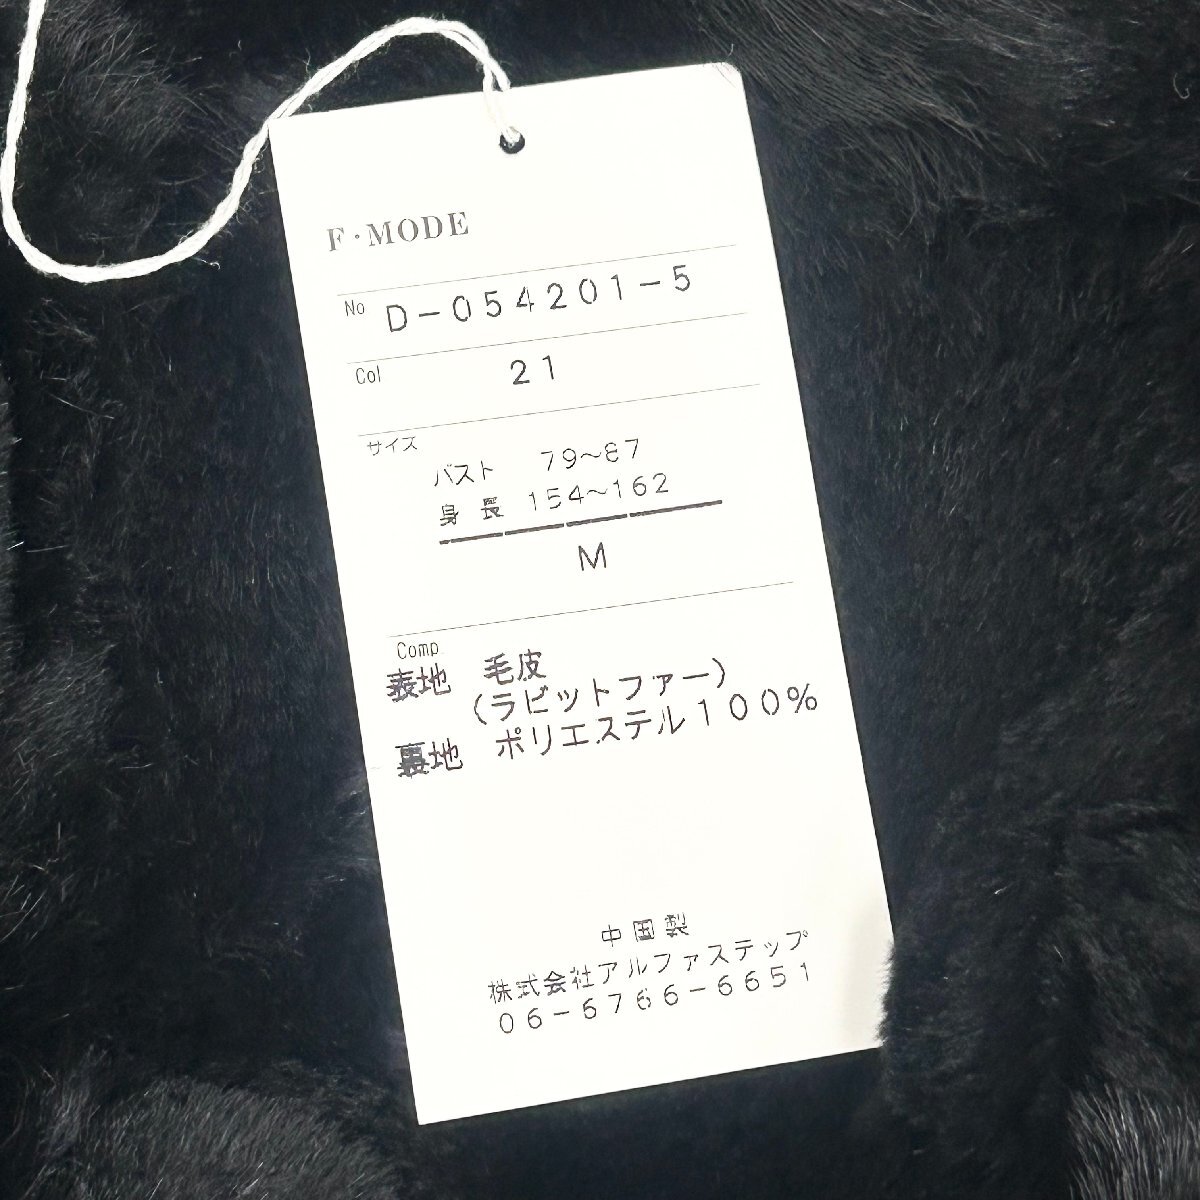 F・MODE
No D-054201-5
Col 21
サイズ
バスト 79～87
身長 154～162
M
Comp
表地 毛皮
(ラビットファー)
裏地 ポリエステル100%
中国製
株式会社アルファステップ
06-6766-6651